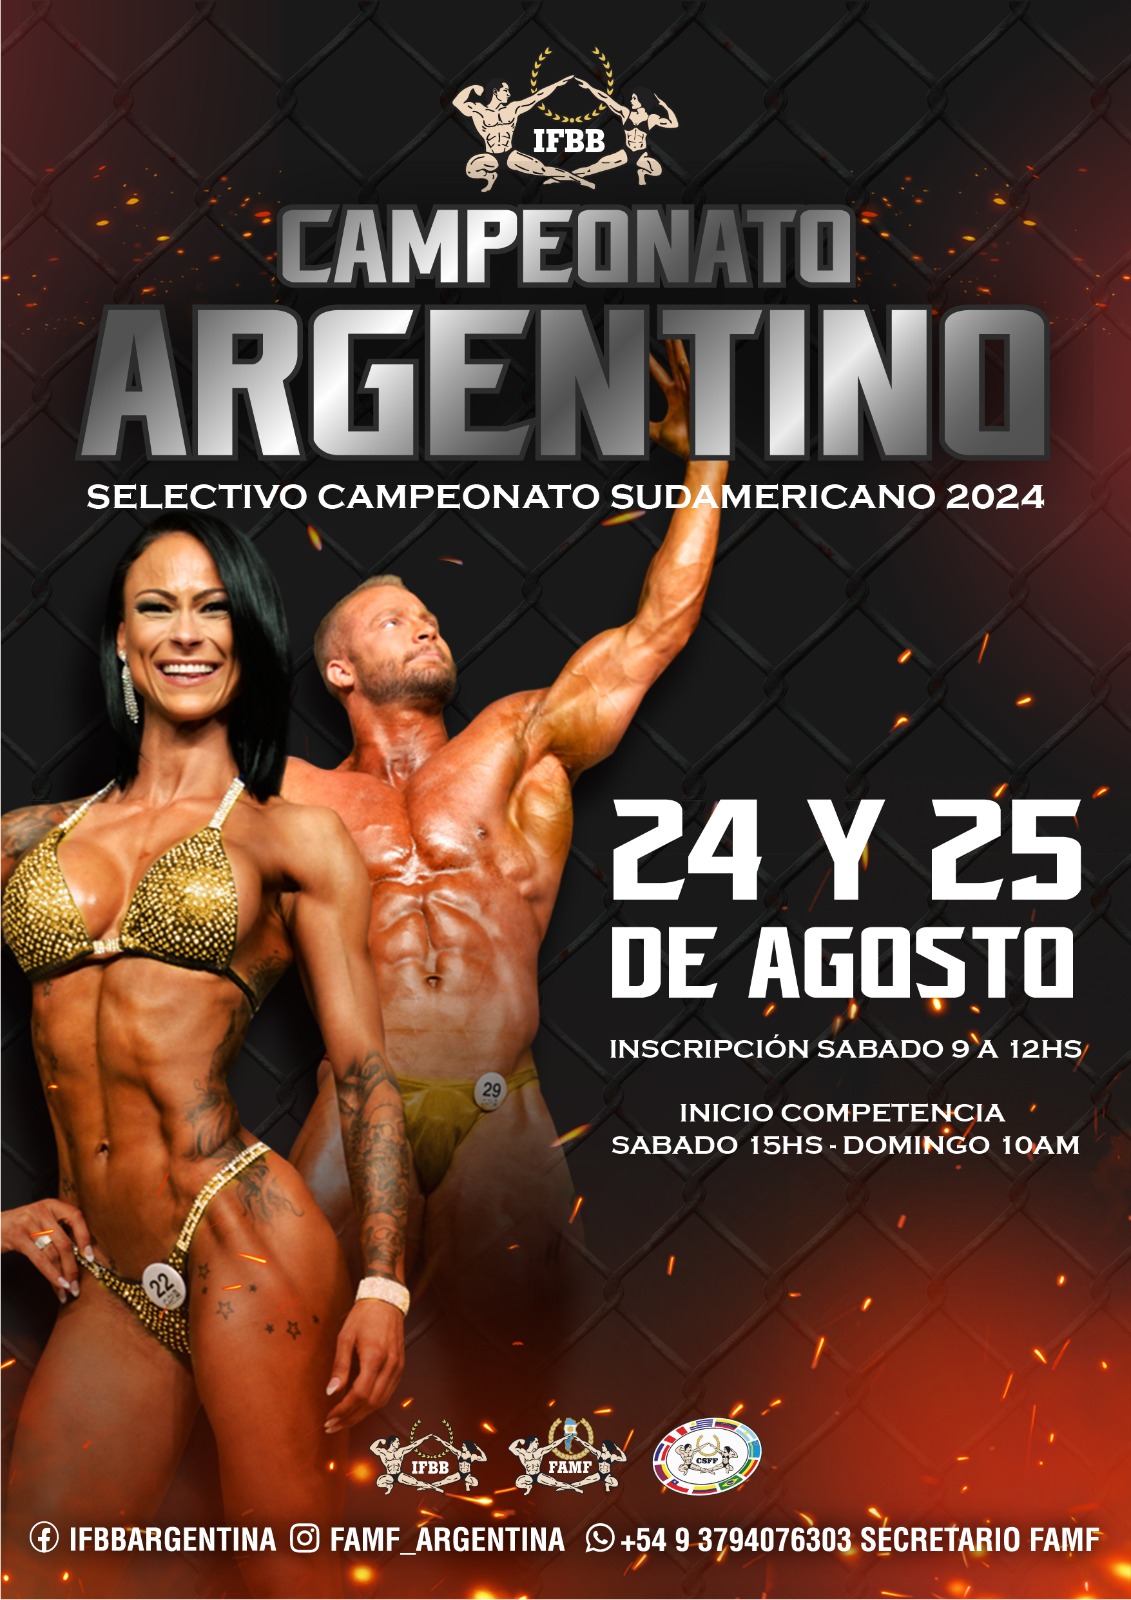 IFBB
CAMPEONATO
ARGENTINO
SELECTIVO CAMPEONATO SUDAMERICANO 2024
24 Y 25
DE AGOSTO
INSCRIPCIÓN SABADO 9 A 12HS
INICIO COMPETENCIA
SABADO 15HS - DOMINGO 10AM
29
22
IFBB
FAMF
CSFF
IFBBARGENTINA FAMF_ARGENTINA +54 9 3794076303 SECRETARIO FAMF